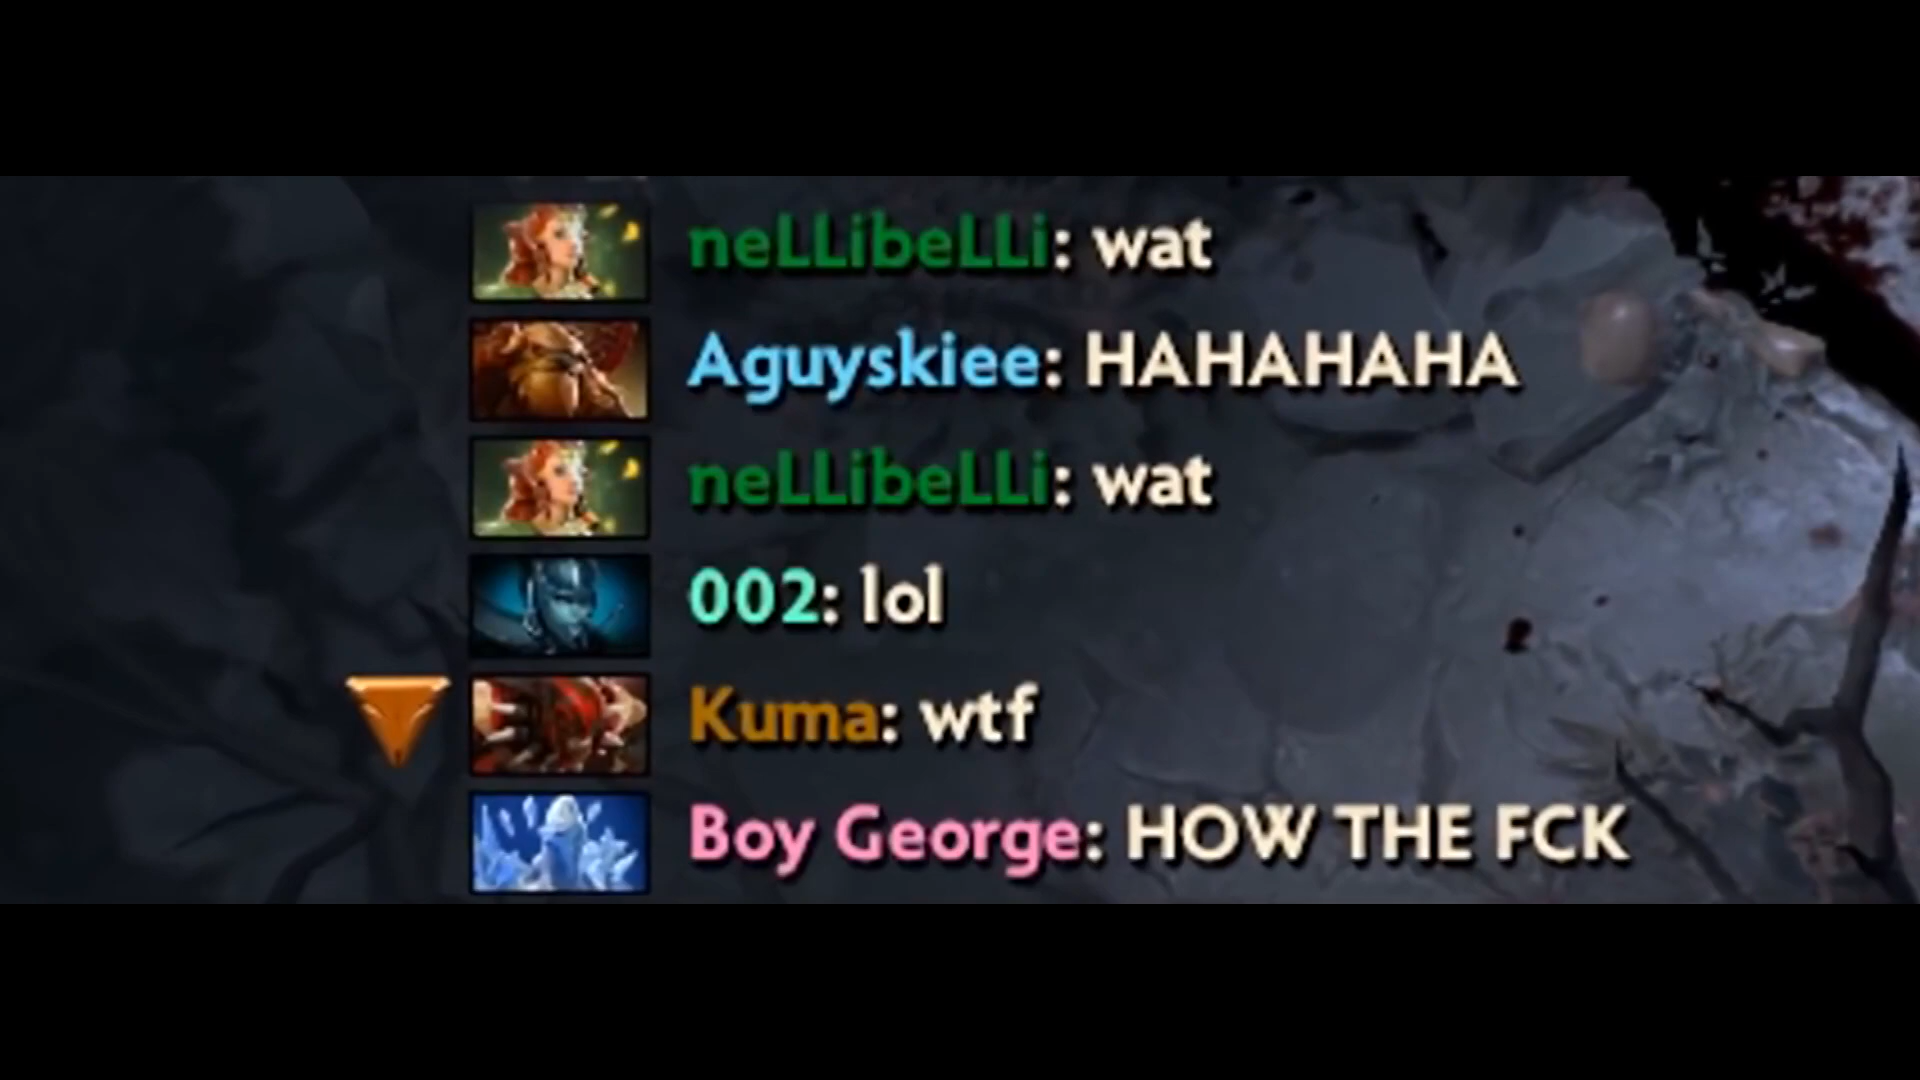 neLLibeLLi: wat
Aguyskiee: HAHAHAHA
neLLibeLLi: wat
002: lol
Kuma: wtf
Boy George: HOW THE FCK